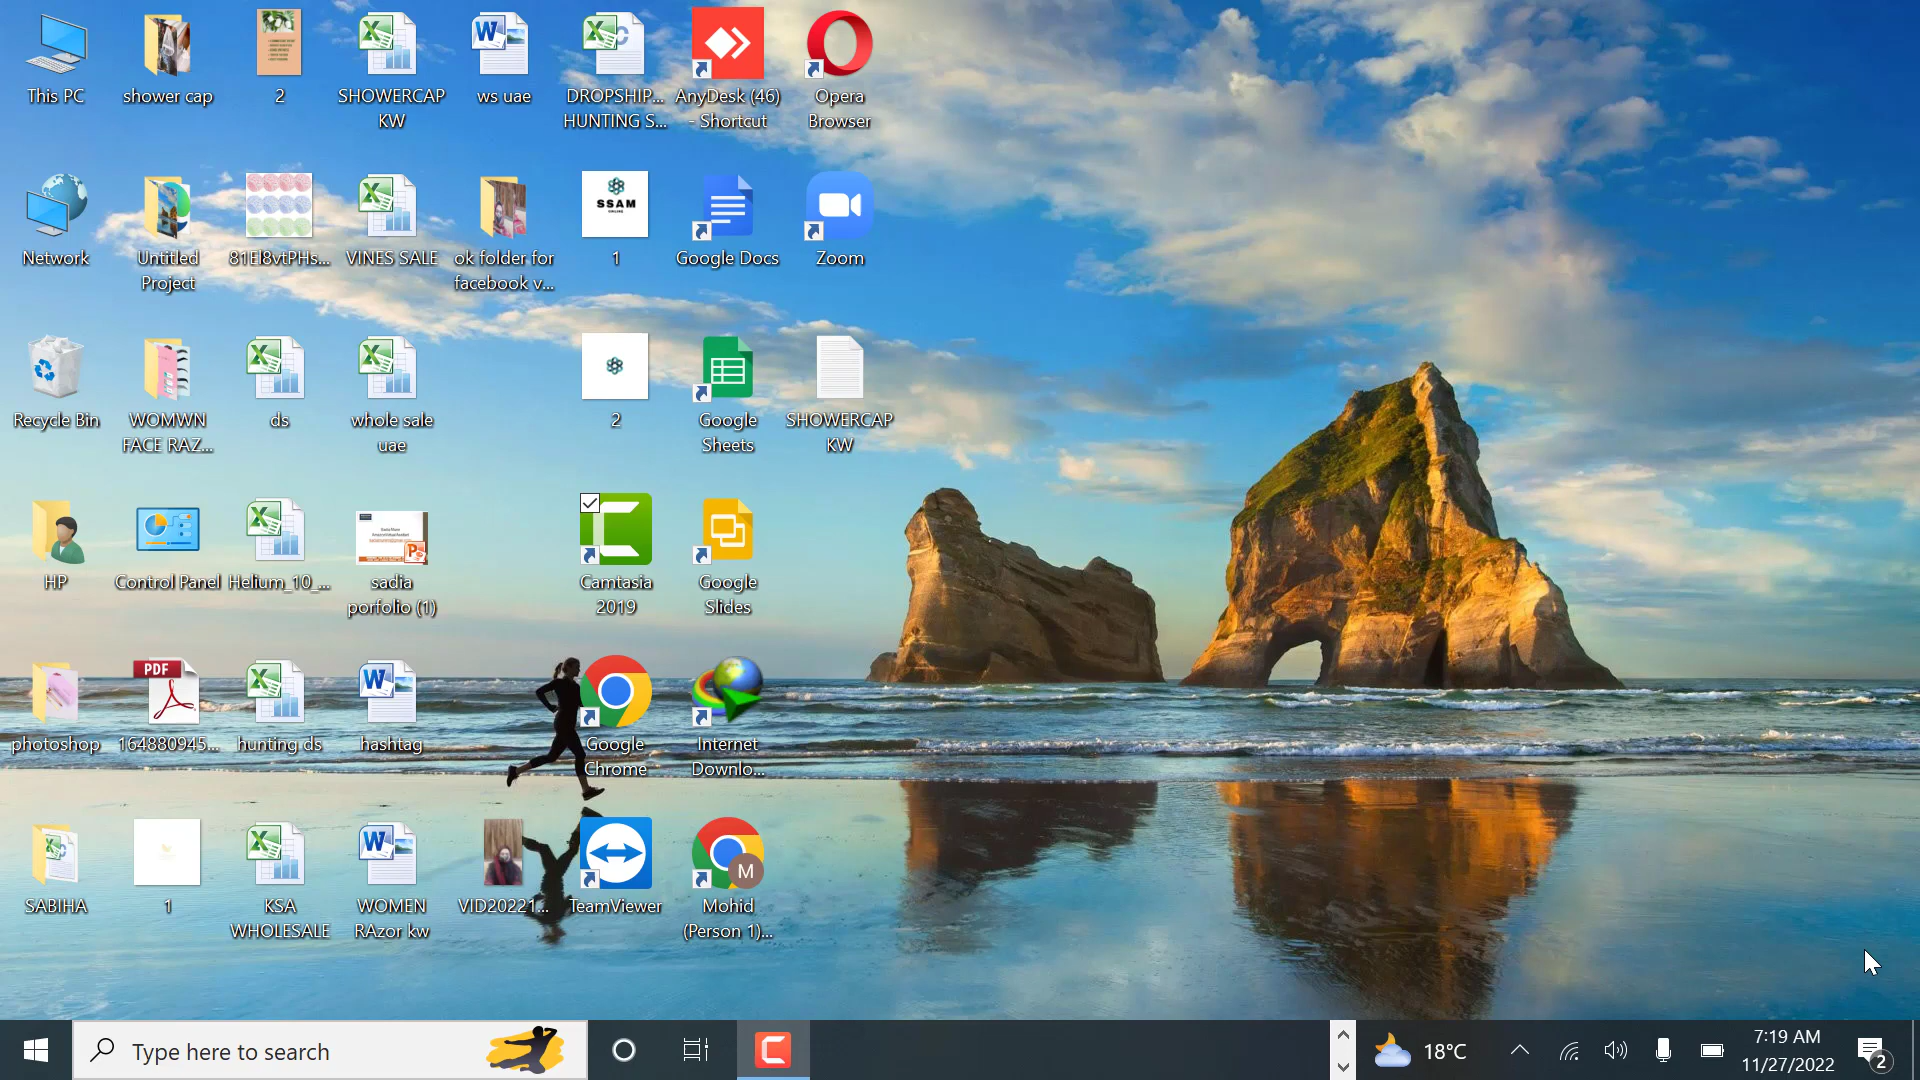 This PC
shower cap
2
SHOWERCAP
KW
ws uae
DROPSHIP...
HUNTING S...
AnyDesk (46)
- Shortcut
Opera
Browser
Network
Untitled
Project
81El8vtPHs...
VINES SALE
ok folder for
facebook v...
SSAM
1
Google Docs
Zoom
Recycle Bin
WOMWN
FACE RAZ...
ds
whole sale
uae
2
Google
Sheets
SHOWERCAP
KW
HP
Control Panel
Helium_10_...
sadia
porfolio (1)
Camtasia
2019
Google
Slides
PDF
photoshop
164880945...
hunting ds
hashtag
Google
Chrome
Internet
Downlo...
M
SABIHA
1
KSA
WHOLESALE
WOMEN
RAzor kw
VID20221...
TeamViewer
Mohid
(Person 1)...
Type here to search
18°C
7:19 AM
11/27/2022
2